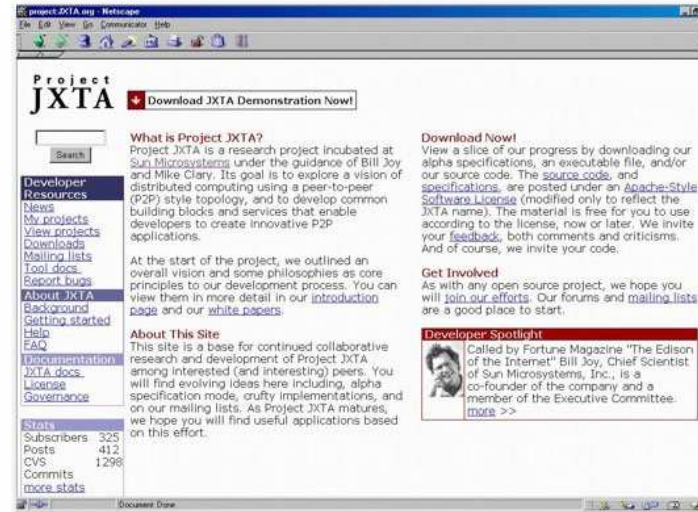 project.JXTA.org - Netscape
File Edit View Go Communicator Help
Project
JXTA
Download JXTA Demonstration Now!
Search
Developer
Resources
News
My projects
View projects
Downloads
Mailing lists
Tool docs
Report bugs
About JXTA
Background
Getting started
Help
FAQ
Documentation
JXTA docs
License
Governance
Stats
Subscribers 325
Posts 412
CVS 1298
Commits
more stats
What is Project JXTA?
Project JXTA is a research project incubated at
Sun Microsystems under the guidance of Bill Joy
and Mike Clary. Its goal is to explore a vision of
distributed computing using a peer-to-peer
(P2P) style topology, and to develop common
building blocks and services that enable
developers to create innovative P2P
applications.
At the start of the project, we outlined an
overall vision and some philosophies as core
principles to our development process. You can
view them in more detail in our introduction
page and our white papers.
About This Site
This site is a base for continued collaborative
research and development of Project JXTA
among interested (and interesting) peers. You
will find evolving ideas here including, alpha
specification mode, crufty implementations, and
on our mailing lists. As Project JXTA matures,
we hope you will find useful applications based
on this effort.
Download Now!
View a slice of our progress by downloading our
alpha specifications, an executable file, and/or
our source code. The source code, and
specifications, are posted under an Apache-Style
Software License (modified only to reflect the
JXTA name). The material is free for you to use
according to the license, now or later. We invite
your feedback, both comments and criticisms.
And of course, we invite your code.
Get Involved
As with any open source project, we hope you
will join our efforts. Our forums and mailing lists
are a good place to start.
Developer Spotlight
Called by Fortune Magazine "The Edison
of the Internet" Bill Joy, Chief Scientist
of Sun Microsystems, Inc., is a
co-founder of the company and a
member of the Executive Committee.
more >>
Document Done